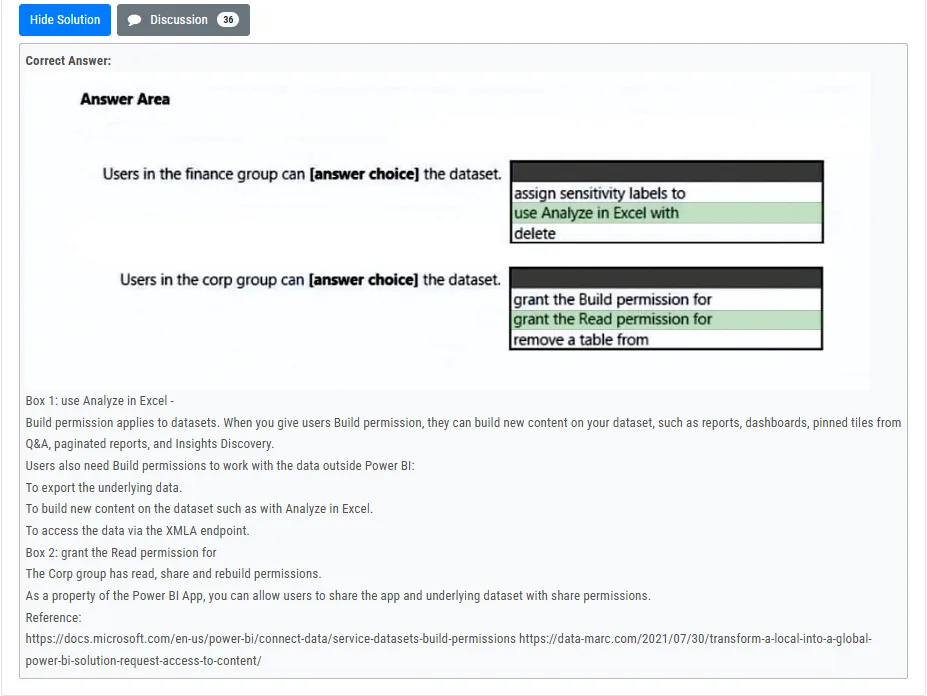 Hide Solution
Discussion 36
Correct Answer:
Answer Area
Users in the finance group can [answer choice] the dataset.
assign sensitivity labels to
use Analyze in Excel with
delete
Users in the corp group can [answer choice] the dataset.
grant the Build permission for
grant the Read permission for
remove a table from
Box 1: use Analyze in Excel -
Build permission applies to datasets. When you give users Build permission, they can build new content on your dataset, such as reports, dashboards, pinned tiles from
Q&A, paginated reports, and Insights Discovery.
Users also need Build permissions to work with the data outside Power BI:
To export the underlying data.
To build new content on the dataset such as with Analyze in Excel.
To access the data via the XMLA endpoint.
Box 2: grant the Read permission for
The Corp group has read, share and rebuild permissions.
As a property of the Power BI App, you can allow users to share the app and underlying dataset with share permissions.
Reference:
https://docs.microsoft.com/en-us/power-bi/connect-data/service-datasets-build-permissions https://data-marc.com/2021/07/30/transform-a-local-into-a-global-
power-bi-solution-request-access-to-content/